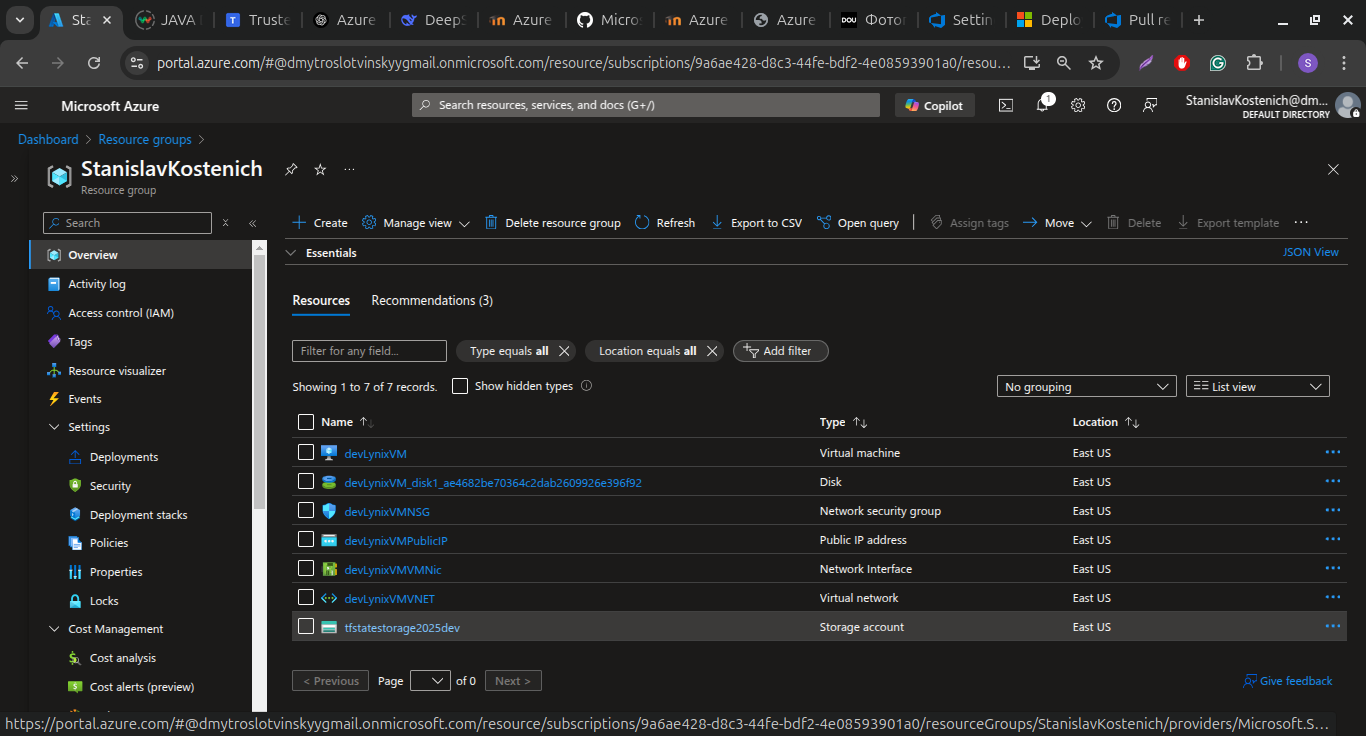 Sta
JAVA
Truste
Azure
DeepS
Azure
Micros
Azure
Azure
DOU
Фотог
Settin
Deplo
Pull re
portal.azure.com/#@dmytroslotvinskyygmail.onmicrosoft.com/resource/subscriptions/9a6ae428-d8c3-44fe-bdf2-4e08593901a0/resou...
S
Microsoft Azure
Search resources, services, and docs (G+/)
Copilot
1
StanislavKostenich@dm...
DEFAULT DIRECTORY
Dashboard > Resource groups >
StanislavKostenich
Resource group
Search
Create
Manage view
Delete resource group
Refresh
Export to CSV
Open query
Assign tags
Move
Delete
Export template
Essentials
JSON View
Overview
Activity log
Access control (IAM)
Tags
Resource visualizer
Events
Settings
Deployments
Security
Deployment stacks
Policies
Properties
Locks
Cost Management
Cost analysis
Cost alerts (preview)
Resources
Recommendations (3)
Filter for any field...
Type equals all
Location equals all
Add filter
Showing 1 to 7 of 7 records.
Show hidden types
No grouping
List view
Name Type Location
devLynixVM Virtual machine East US
devLynixVM_disk1_ae4682be70364c2dab2609926e396f92 Disk East US
devLynixVMNSG Network security group East US
devLynixVMPublicIP Public IP address East US
devLynixVMVMNic Network Interface East US
devLynixVMVNET Virtual network East US
tfstatestorage2025dev Storage account East US
< Previous Page of 0 Next >
Give feedback
https://portal.azure.com/#@dmytroslotvinskyygmail.onmicrosoft.com/resource/subscriptions/9a6ae428-d8c3-44fe-bdf2-4e08593901a0/resourceGroups/StanislavKostenich/providers/Microsoft.S...